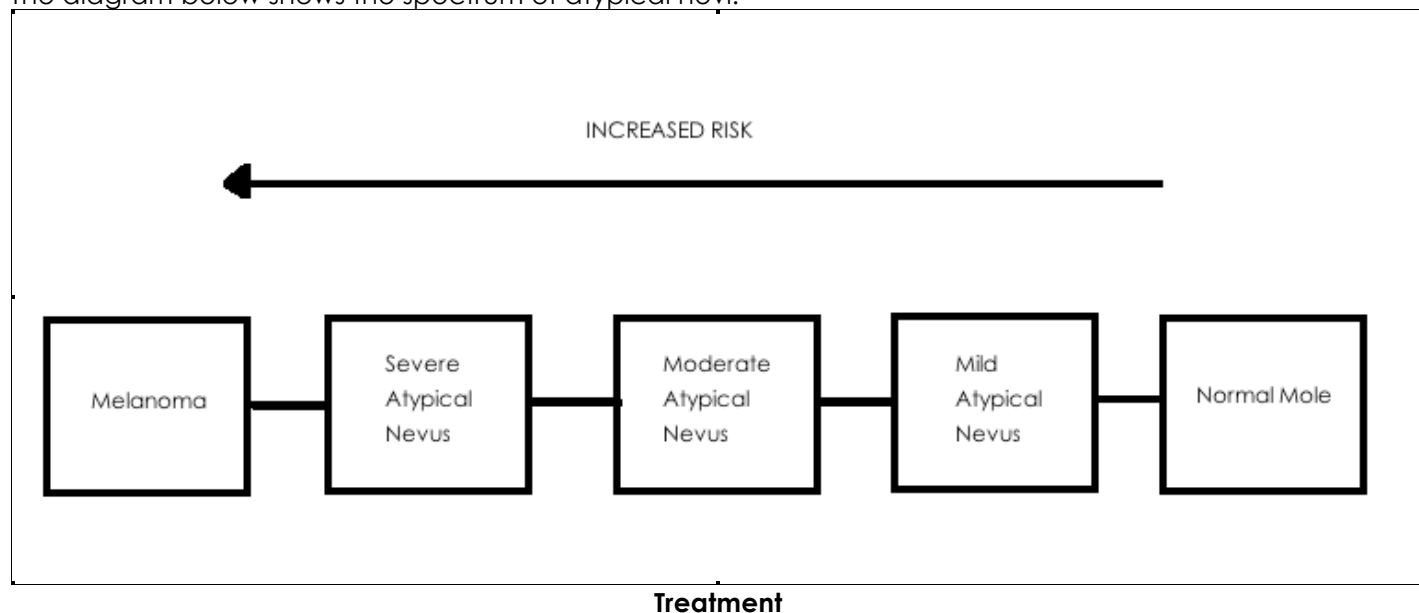 The diagram below shows the spectrum of atypical nevi.
INCREASED RISK
Melanoma
Severe
Atypical
Nevus
Moderate
Atypical
Nevus
Mild
Atypical
Nevus
Normal Mole
Treatment